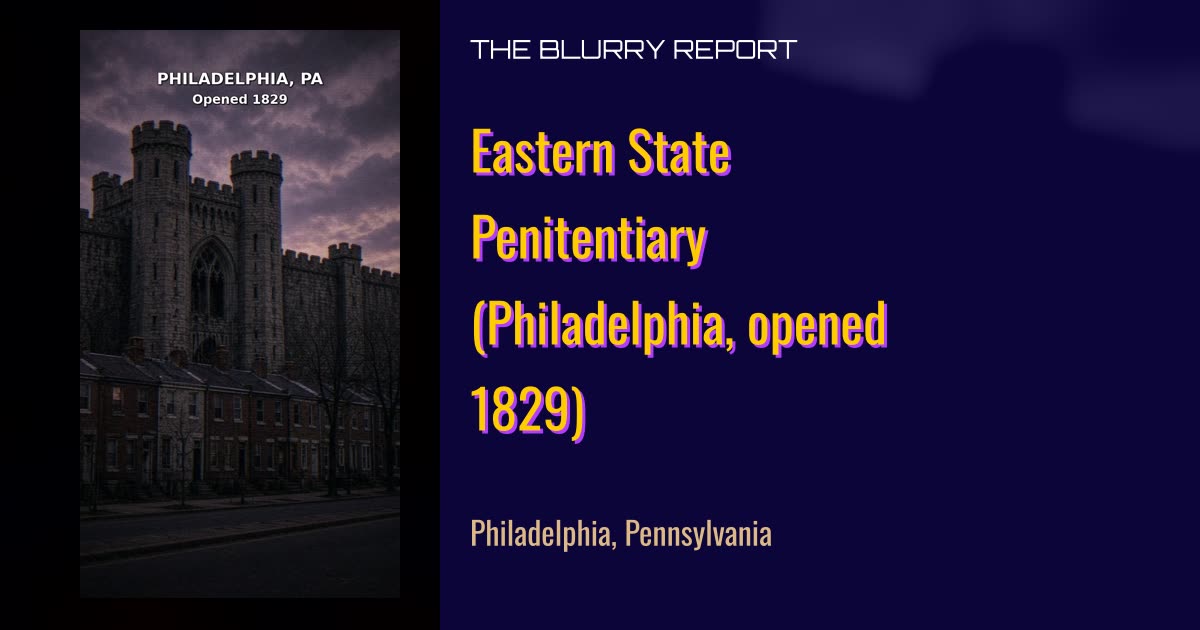 PHILADELPHIA, PA
Opened 1829
THE BLURRY REPORT
Eastern State
Penitentiary
(Philadelphia, opened
1829)
Philadelphia, Pennsylvania